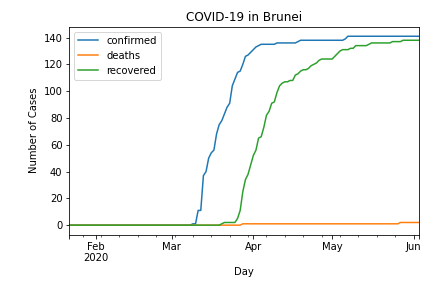 COVID-19 in Brunei
confirmed
deaths
recovered
Number of Cases
140
120
100
80
60
40
20
0
Feb
2020
Mar
Apr
May
Jun
Day